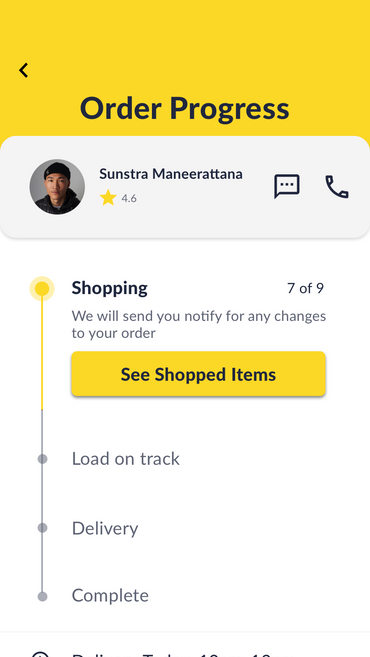 Order Progress
Sunstra Maneerattana
4.6
Shopping 7 of 9
We will send you notify for any changes
to your order
See Shopped Items
Load on track
Delivery
Complete